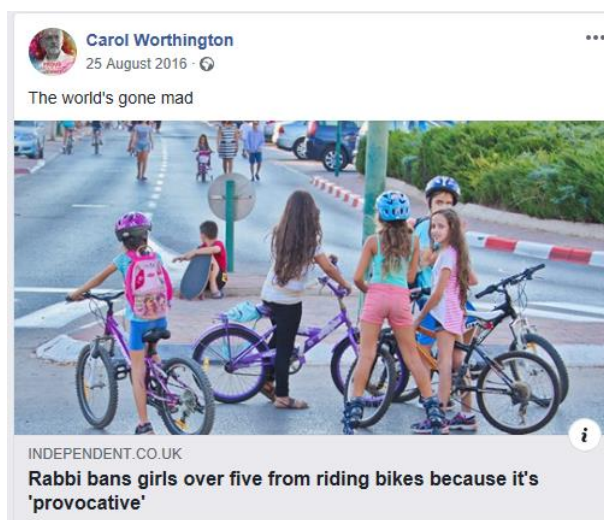 Carol Worthington
25 August 2016
The world's gone mad
INDEPENDENT.CO.UK
Rabbi bans girls over five from riding bikes because it's
'provocative'